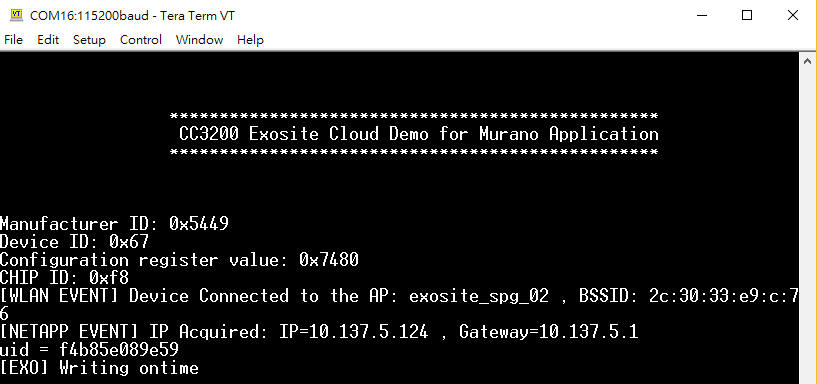 COM16:115200baud - Tera Term VT
File Edit Setup Control Window Help
*************************************************
CC3200 Exosite Cloud Demo for Murano Application
*************************************************
Manufacturer ID: 0x5449
Device ID: 0x67
Configuration register value: 0x7480
CHIP ID: 0xf8
[WLAN EVENT] Device Connected to the AP: exosite_spg_02 , BSSID: 2c:30:33:e9:c:7
6
[NETAPP EVENT] IP Acquired: IP=10.137.5.124 , Gateway=10.137.5.1
uid = f4b85e089e59
[EXO] Writing ontime